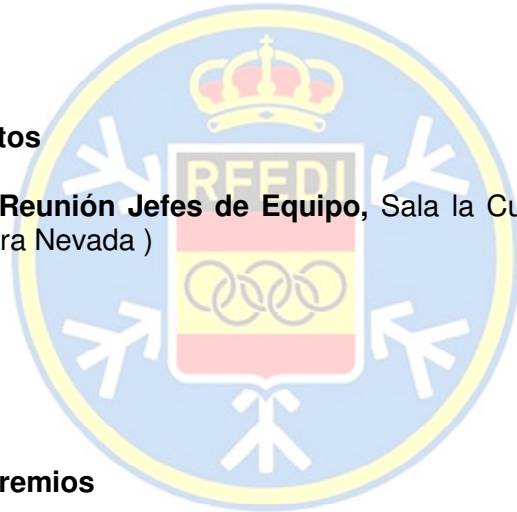 tos
RFEDI
Reunión Jefes de Equipo, Sala la Cu
ra Nevada )
remios